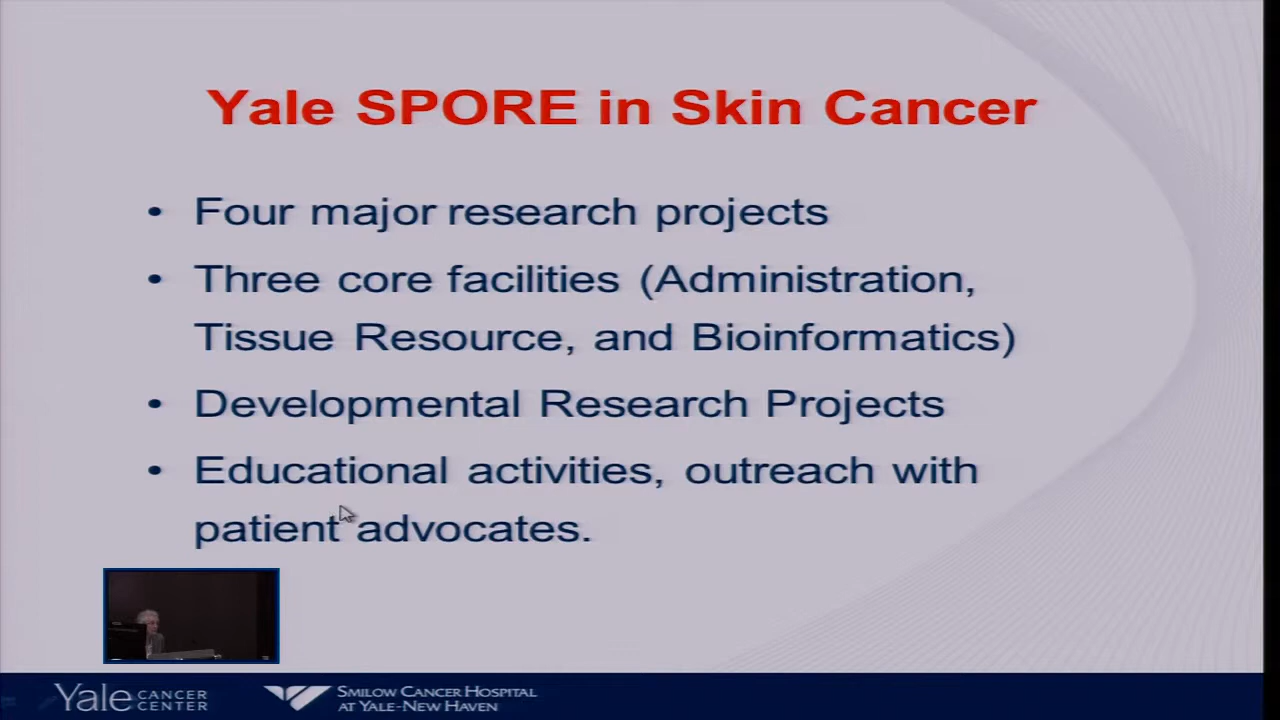 Yale SPORE in Skin Cancer
• Four major research projects
• Three core facilities (Administration,
Tissue Resource, and Bioinformatics)
• Developmental Research Projects
• Educational activities, outreach with
patient advocates.
Yale CANCER CENTER
SMILOW CANCER HOSPITAL
AT YALE-NEW HAVEN